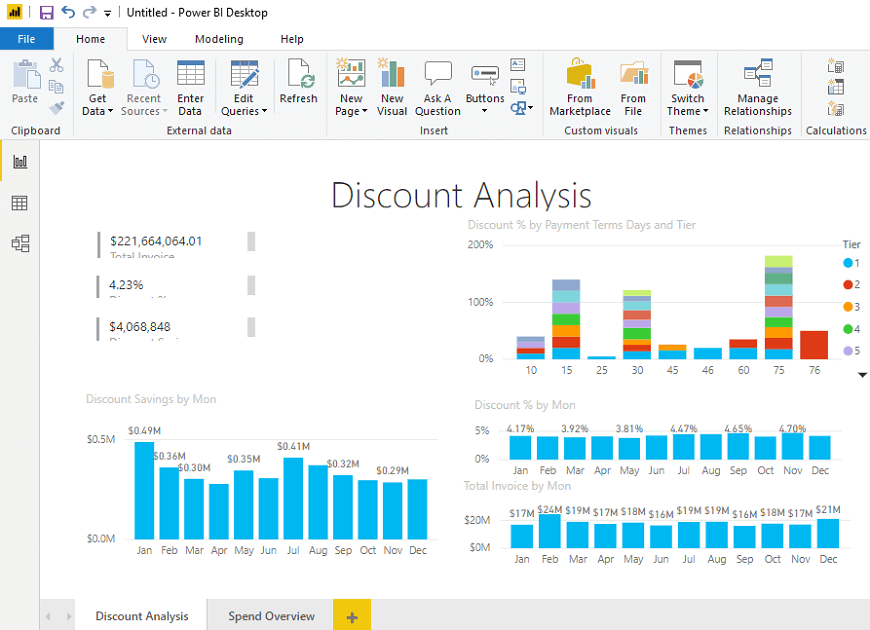 Untitled - Power BI Desktop
File Home View Modeling Help
Paste
Get Data
Recent Sources
Enter Data
Edit Queries
Refresh
New Page
New Visual
Ask A Question
Buttons
From Marketplace
From File
Switch Theme
Manage Relationships
Clipboard External data Insert Custom visuals Themes Relationships Calculations
Discount Analysis
$221,664,064.01
Total Invoice
4.23%
$4,068,848
Discount % by Payment Terms Days and Tier
200%
100%
0%
10 15 25 30 45 46 60 75 76
Tier
1
2
3
4
5
Discount Savings by Mon
$0.5M
$0.0M
$0.49M $0.36M $0.30M $0.35M $0.41M $0.32M $0.29M
Jan Feb Mar Apr May Jun Jul Aug Sep Oct Nov Dec
Discount % by Mon
5%
0%
4.17% 3.92% 3.81% 4.47% 4.65% 4.70%
Jan Feb Mar Apr May Jun Jul Aug Sep Oct Nov Dec
Total Invoice by Mon
$20M
$0M
$17M $24M $19M $17M $18M $16M $19M $19M $16M $18M $17M $21M
Jan Feb Mar Apr May Jun Jul Aug Sep Oct Nov Dec
Discount Analysis Spend Overview